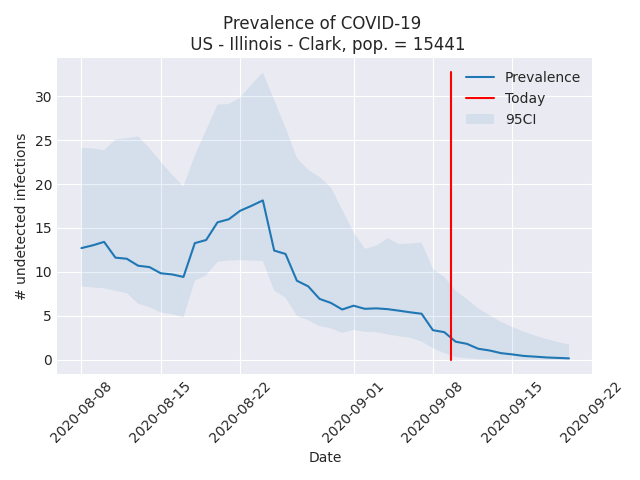 Prevalence of COVID-19
US - Illinois - Clark, pop. = 15441
# undetected infections
30
25
20
15
10
5
0
Prevalence
Today
95CI
2020-08-08
2020-08-15
2020-08-22
2020-09-01
2020-09-08
2020-09-15
2020-09-22
Date